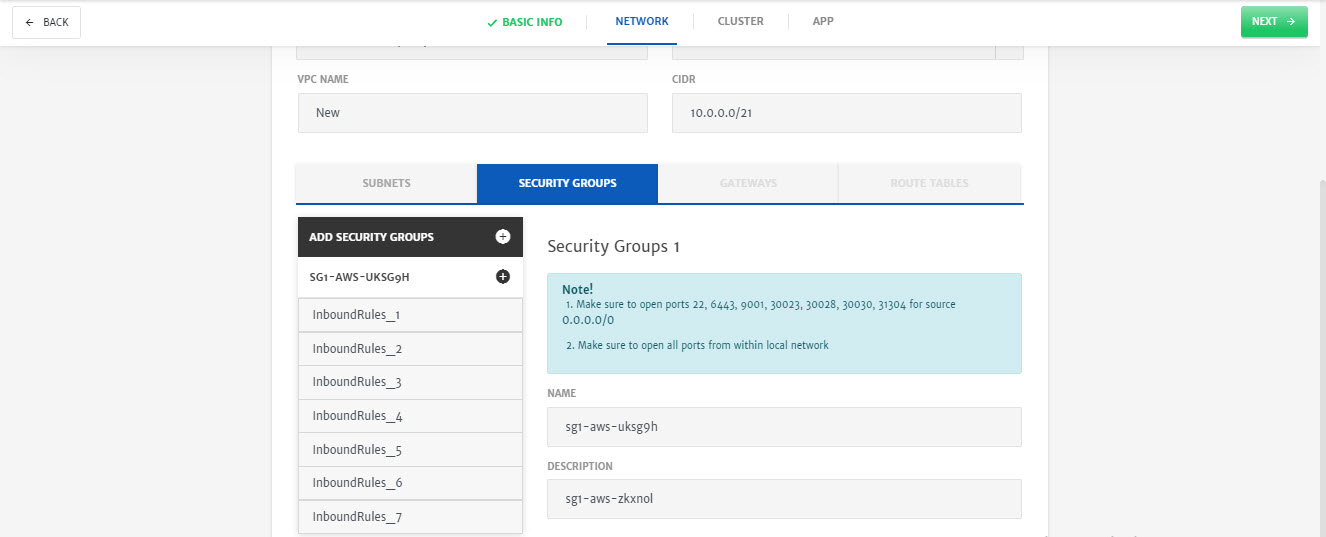 BACK
BASIC INFO
NETWORK
CLUSTER
APP
NEXT
VPC NAME
CIDR
New
10.0.0.0/21
SUBNETS
SECURITY GROUPS
GATEWAYS
ROUTE TABLES
ADD SECURITY GROUPS
SG1-AWS-UKSG9H
InboundRules_1
InboundRules_2
InboundRules_3
InboundRules_4
InboundRules_5
InboundRules_6
InboundRules_7
Security Groups 1
Note!
1. Make sure to open ports 22, 6443, 9001, 30023, 30028, 30030, 31304 for source
0.0.0.0/0
2. Make sure to open all ports from within local network
NAME
sg1-aws-uksg9h
DESCRIPTION
sg1-aws-zkxnol